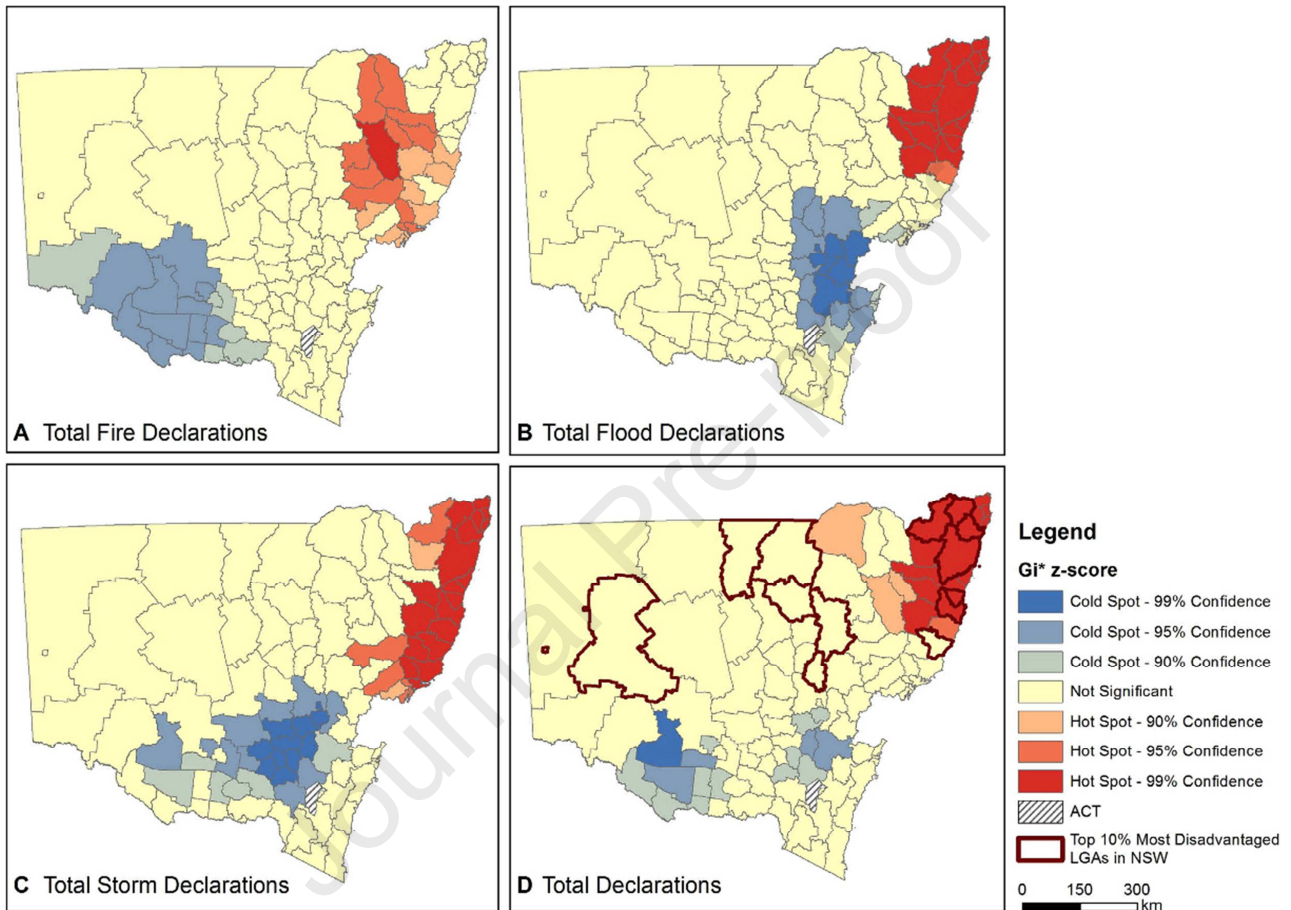 A Total Fire Declarations
B Total Flood Declarations
C Total Storm Declarations
D Total Declarations
Legend
Gi* z-score
Cold Spot - 99% Confidence
Cold Spot - 95% Confidence
Cold Spot - 90% Confidence
Not Significant
Hot Spot - 90% Confidence
Hot Spot - 95% Confidence
Hot Spot - 99% Confidence
ACT
Top 10% Most Disadvantaged
LGAs in NSW
0 150 300
km
Journal Pre-proof